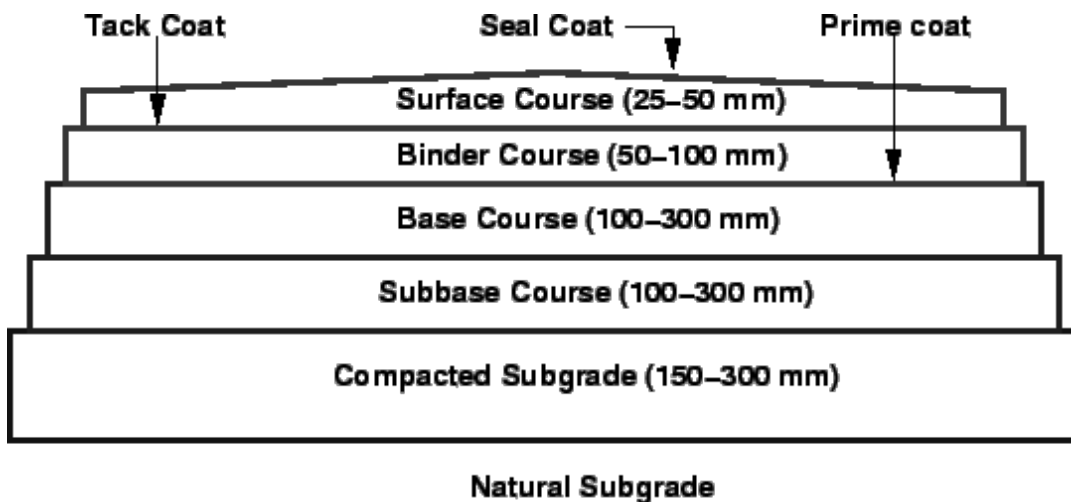 Tack Coat
Seal Coat
Prime coat
Surface Course (25–50 mm)
Binder Course (50–100 mm)
Base Course (100–300 mm)
Subbase Course (100–300 mm)
Compacted Subgrade (150–300 mm)
Natural Subgrade